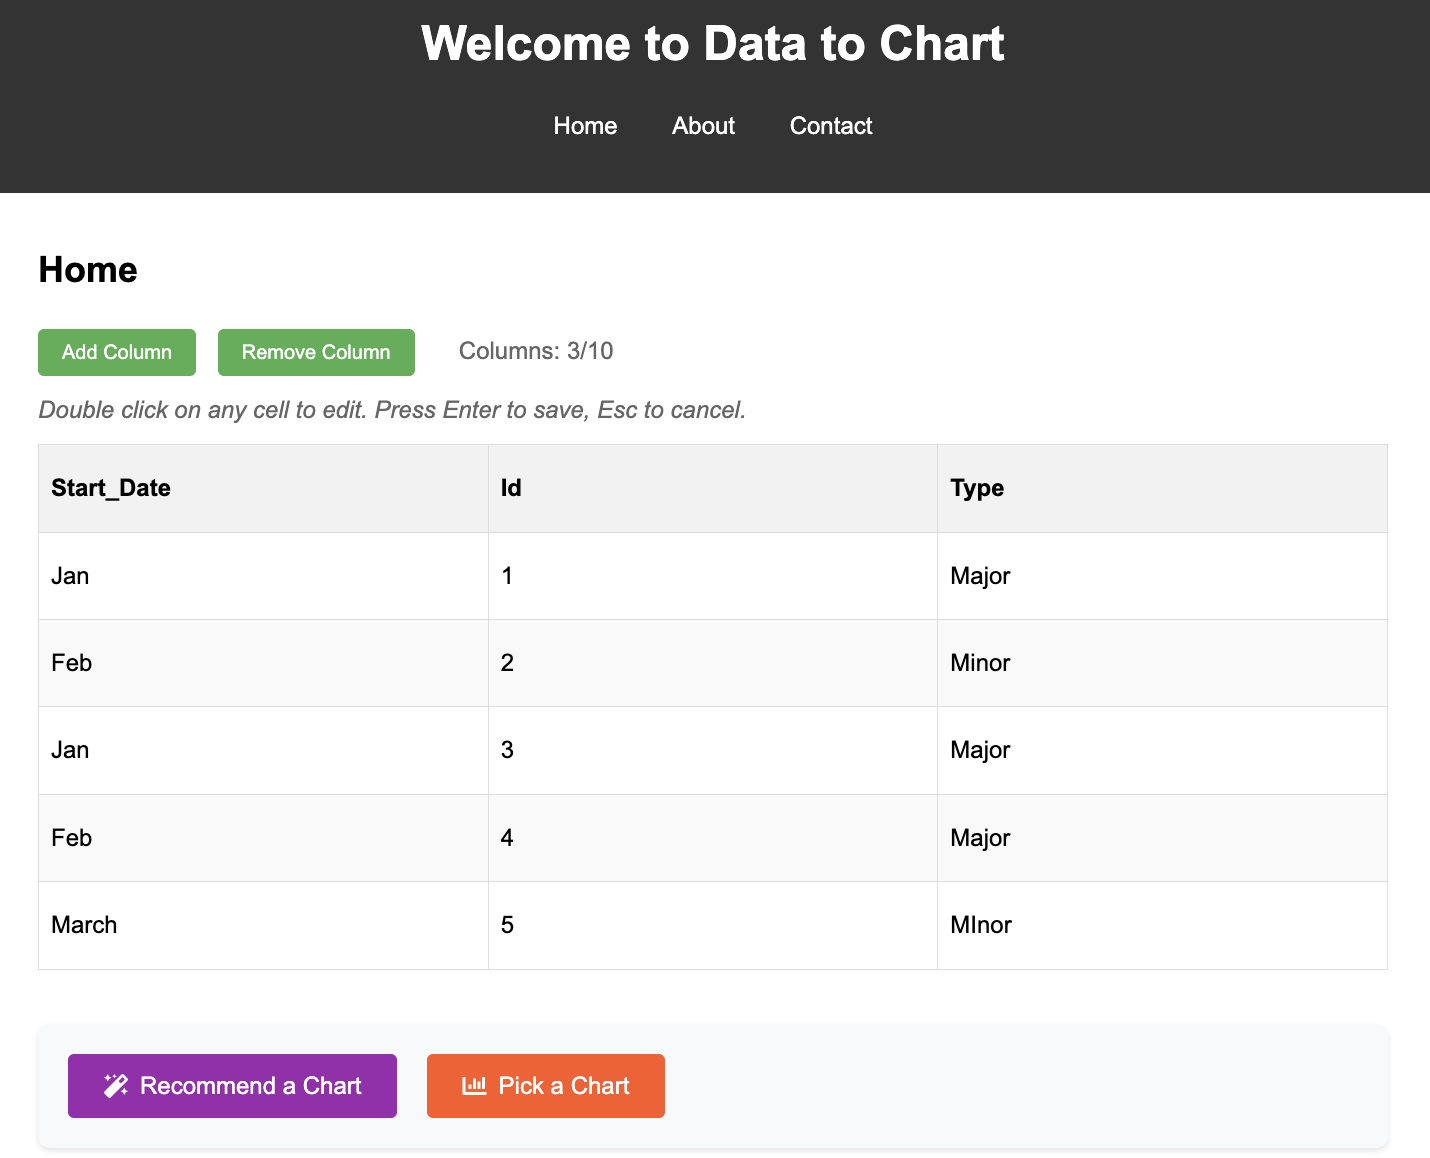 Welcome to Data to Chart
Home About Contact
Home
Add Column Remove Column Columns: 3/10
Double click on any cell to edit. Press Enter to save, Esc to cancel.
Start_Date Id Type
Jan 1 Major
Feb 2 Minor
Jan 3 Major
Feb 4 Major
March 5 MInor
Recommend a Chart Pick a Chart